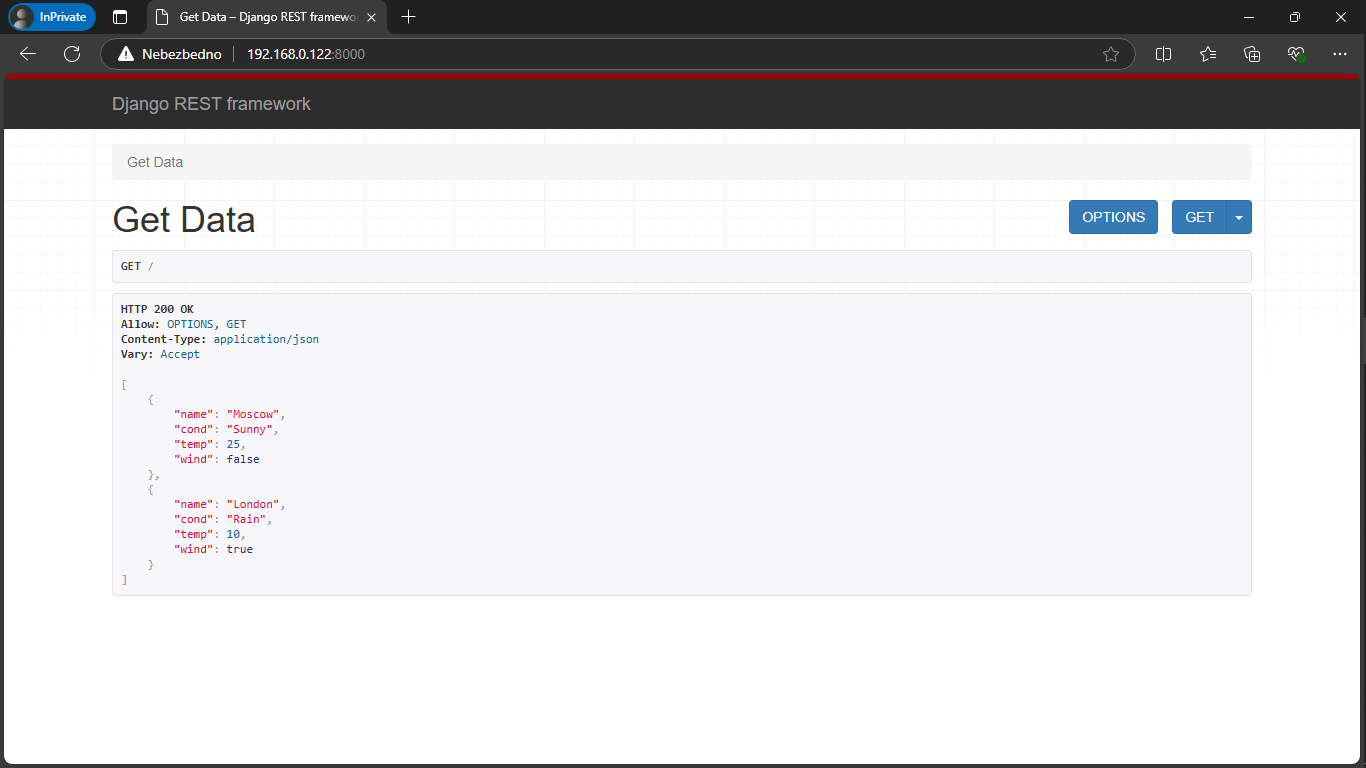 InPrivate
Get Data – Django REST framewo
Nebezbedno
192.168.0.122:8000
Django REST framework
Get Data
Get Data
OPTIONS
GET
GET /
HTTP 200 OK
Allow: OPTIONS, GET
Content-Type: application/json
Vary: Accept
[
    {
        "name": "Moscow",
        "cond": "Sunny",
        "temp": 25,
        "wind": false
    },
    {
        "name": "London",
        "cond": "Rain",
        "temp": 10,
        "wind": true
    }
]